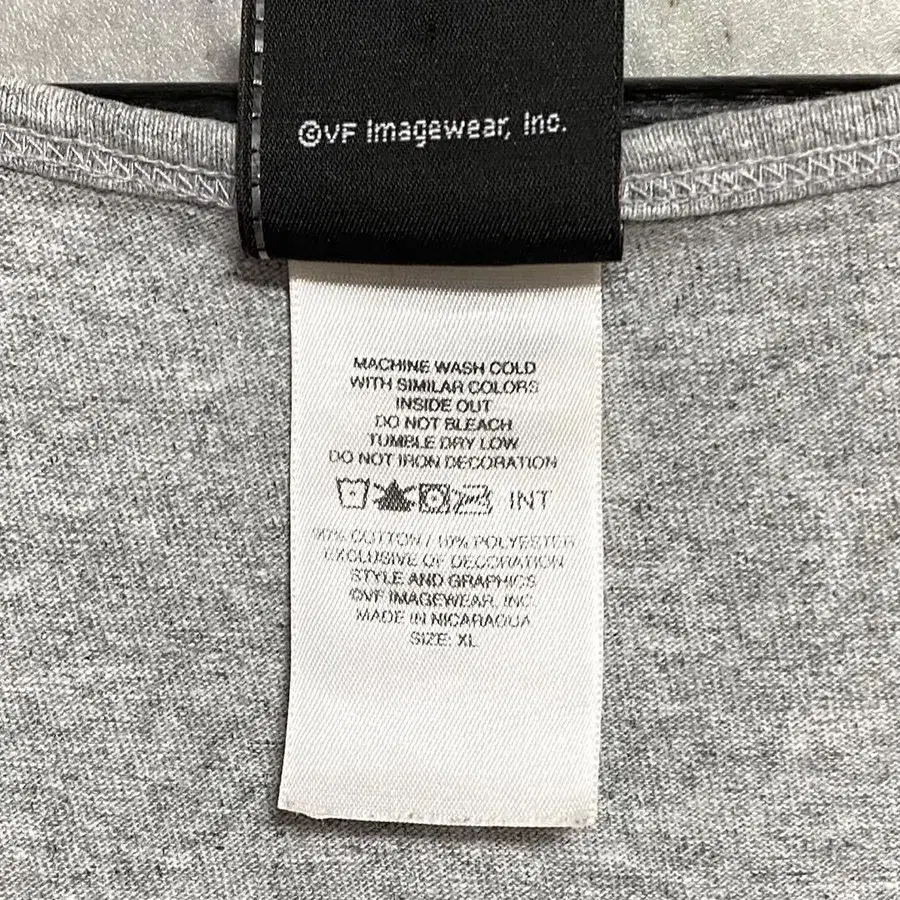 ©VF Imagewear, Inc.
MACHINE WASH COLD
WITH SIMILAR COLORS
INSIDE OUT
DO NOT BLEACH
TUMBLE DRY LOW
DO NOT IRON DECORATION
INT
90% COTTON / 10% POLYESTER
EXCLUSIVE OF DECORATION
STYLE AND GRAPHICS
©VF IMAGEWEAR, INC.
MADE IN NICARAGUA
SIZE: XL